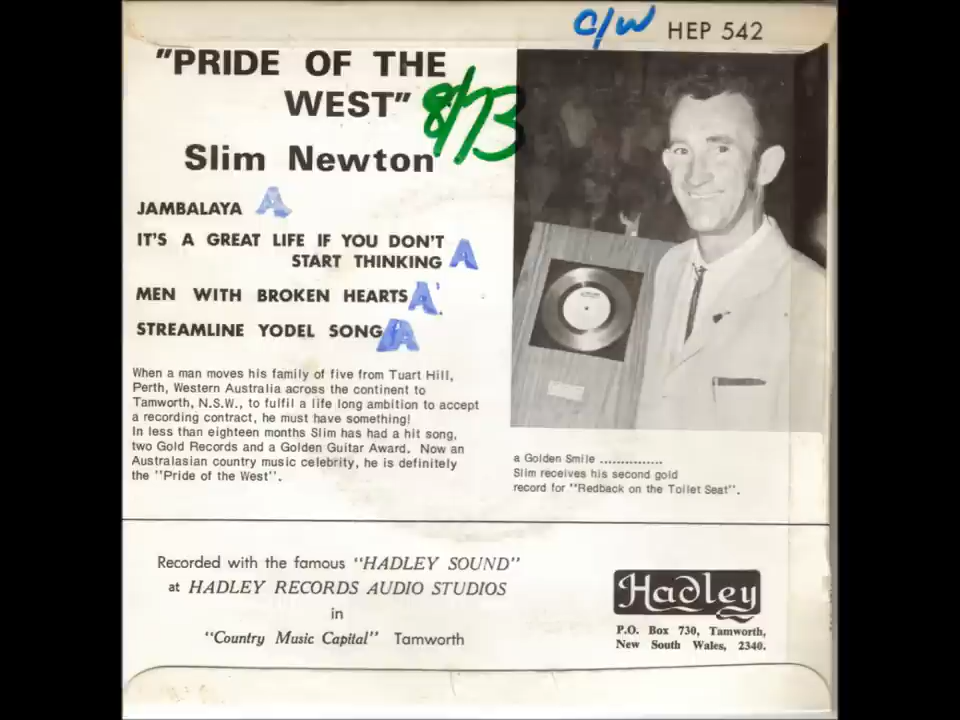 C/W HEP 542
"PRIDE OF THE
WEST"
8/73
Slim Newton
JAMBALAYA A
IT'S A GREAT LIFE IF YOU DON'T
START THINKING A
MEN WITH BROKEN HEARTS A
STREAMLINE YODEL SONG A
When a man moves his family of five from Tuart Hill,
Perth, Western Australia across the continent to
Tamworth, N.S.W., to fulfil a life long ambition to accept
a recording contract, he must have something!
In less than eighteen months Slim has had a hit song,
two Gold Records and a Golden Guitar Award. Now an
Australasian country music celebrity, he is definitely
the "Pride of the West".
a Golden Smile ...............
Slim receives his second gold
record for "Redback on the Toilet Seat".
Recorded with the famous "HADLEY SOUND"
at HADLEY RECORDS AUDIO STUDIOS
in
"Country Music Capital" Tamworth
Hadley
P.O. Box 730, Tamworth,
New South Wales, 2340.